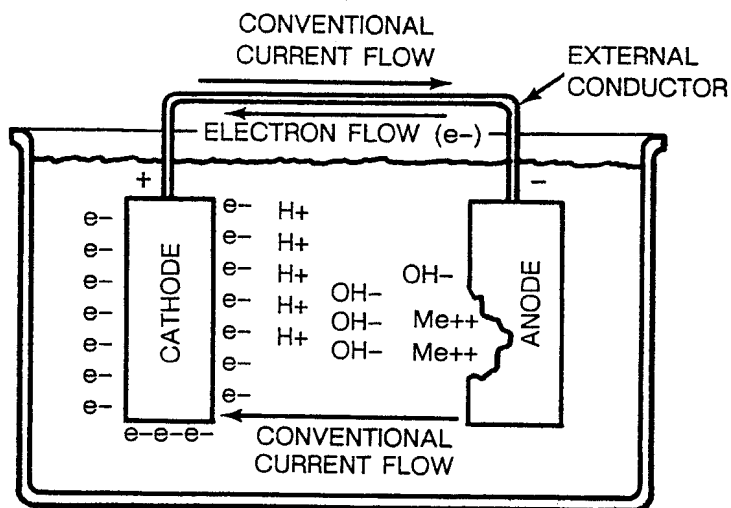 CONVENTIONAL
CURRENT FLOW
EXTERNAL
CONDUCTOR
ELECTRON FLOW (e–)
+
–
CATHODE
ANODE
e–
e–
e–
e–
e–
e–
e–
e–
e–
e–
e–
e–
e–
e–
e–e–e–
H+
H+
H+
H+
H+
OH–
OH–
OH–
OH–
Me++
Me++
CONVENTIONAL
CURRENT FLOW